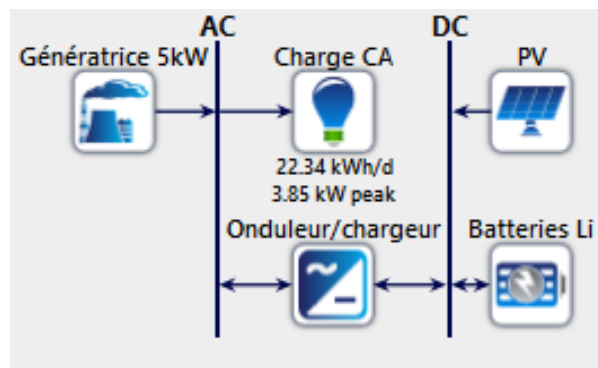 AC DC
Génératrice 5kW Charge CA PV
22.34 kWh/d
3.85 kW peak
Onduleur/chargeur Batteries Li